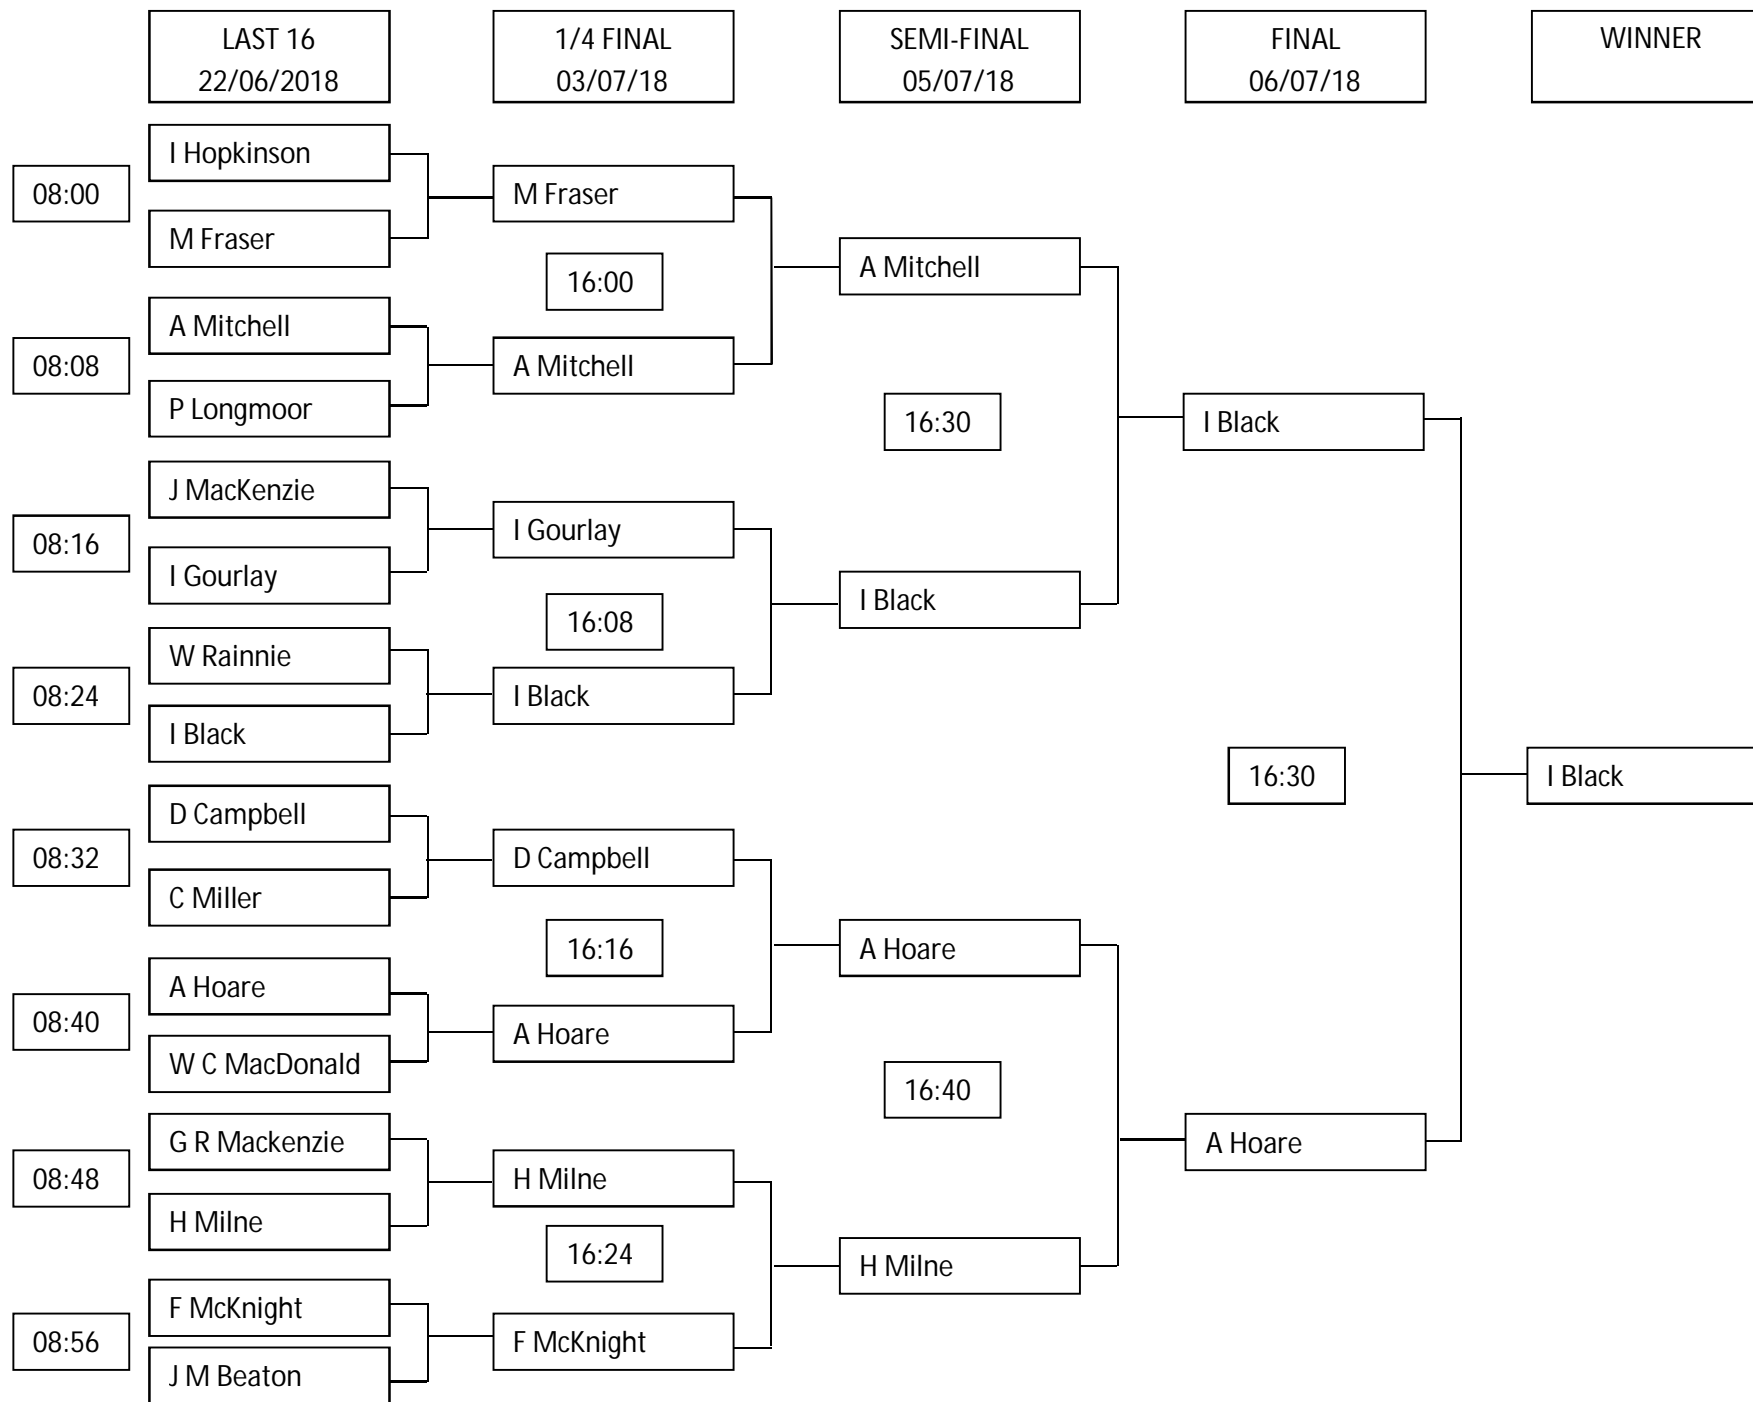 LAST 16
22/06/2018
1/4 FINAL
03/07/18
SEMI-FINAL
05/07/18
FINAL
06/07/18
WINNER
08:00
I Hopkinson
M Fraser
08:08
A Mitchell
P Longmoor
08:16
J MacKenzie
I Gourlay
08:24
W Rainnie
I Black
08:32
D Campbell
C Miller
08:40
A Hoare
W C MacDonald
08:48
G R Mackenzie
H Milne
08:56
F McKnight
J M Beaton
M Fraser
16:00
A Mitchell
I Gourlay
16:08
I Black
D Campbell
16:16
A Hoare
H Milne
16:24
F McKnight
A Mitchell
16:30
I Black
A Hoare
16:40
H Milne
I Black
16:30
A Hoare
I Black